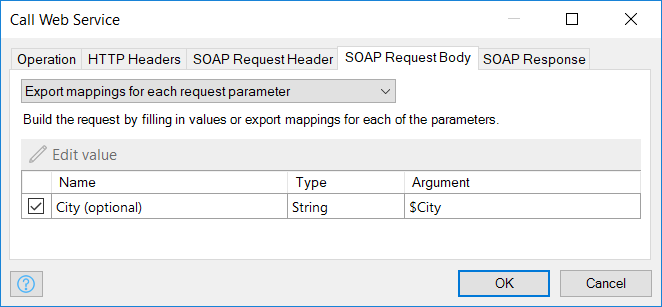 Call Web Service
Operation HTTP Headers SOAP Request Header SOAP Request Body SOAP Response
Export mappings for each request parameter
Build the request by filling in values or export mappings for each of the parameters.
Edit value
Name Type Argument
City (optional) String $City
? OK Cancel